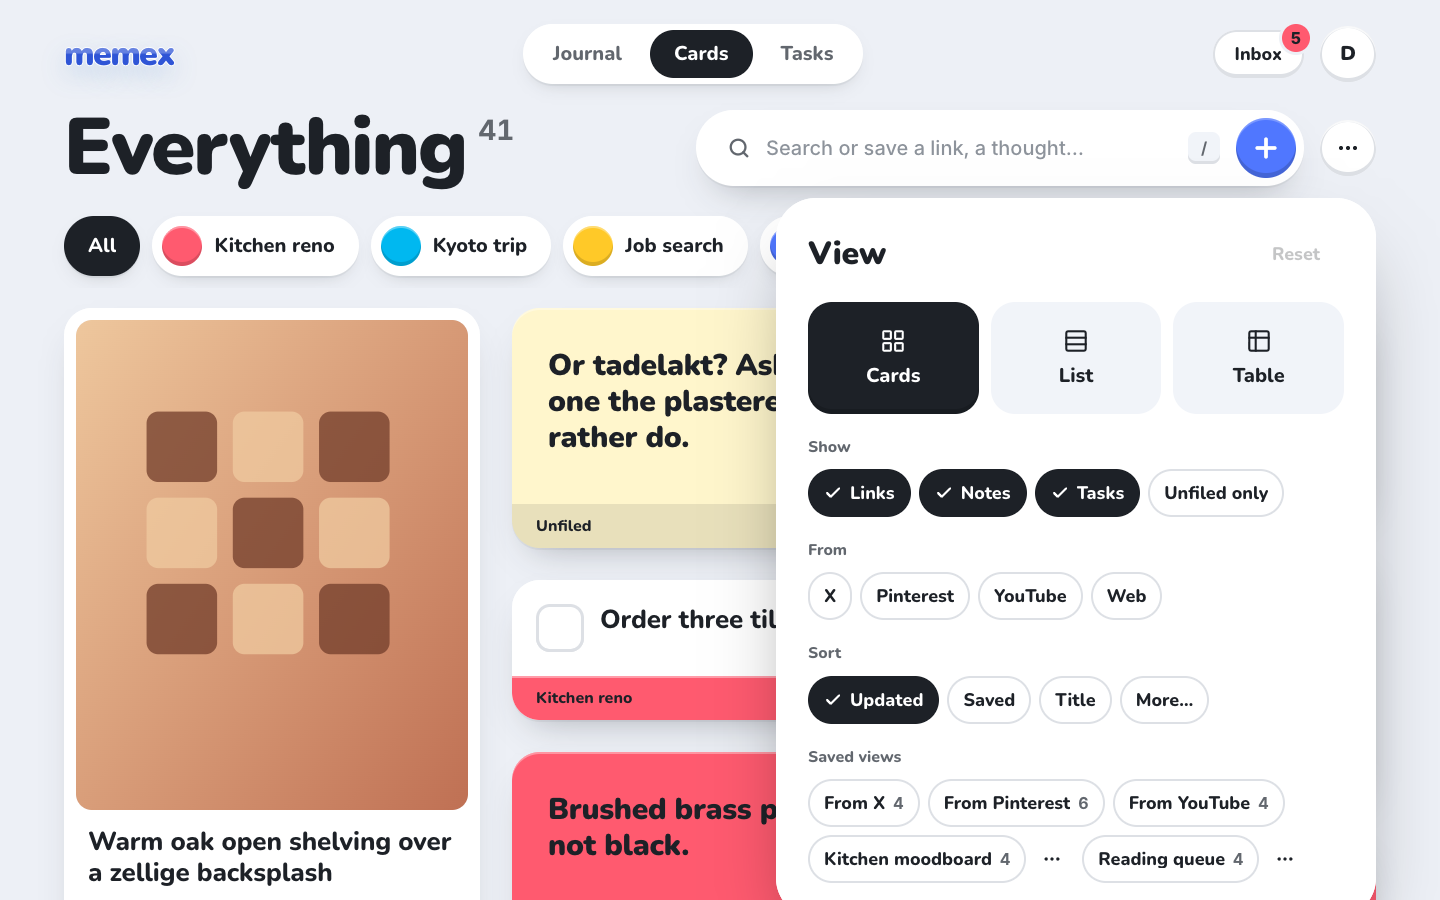 memex
Journal
Cards
Tasks
Inbox
5
D
Everything 41
Search or save a link, a thought...
/
All
Kitchen reno
Kyoto trip
Job search
Warm oak open shelving over
a zellige backsplash
Or tadelakt?
one the
rather do.
Unfiled
Order three
Kitchen reno
Brushed brass
not black.
View
Reset
Cards
List
Table
Show
Links
Notes
Tasks
Unfiled only
From
X
Pinterest
YouTube
Web
Sort
Updated
Saved
Title
More...
Saved views
From X 4
From Pinterest 6
From YouTube 4
Kitchen moodboard 4
Reading queue 4